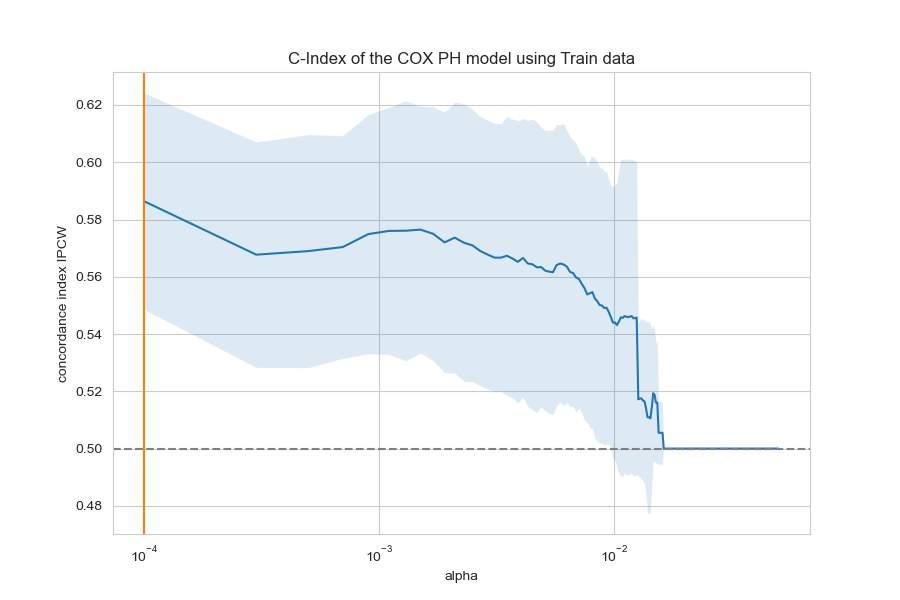 C-Index of the COX PH model using Train data
concordance index IPCW
0.62
0.60
0.58
0.56
0.54
0.52
0.50
0.48
10⁻⁴ 10⁻³ 10⁻²
alpha